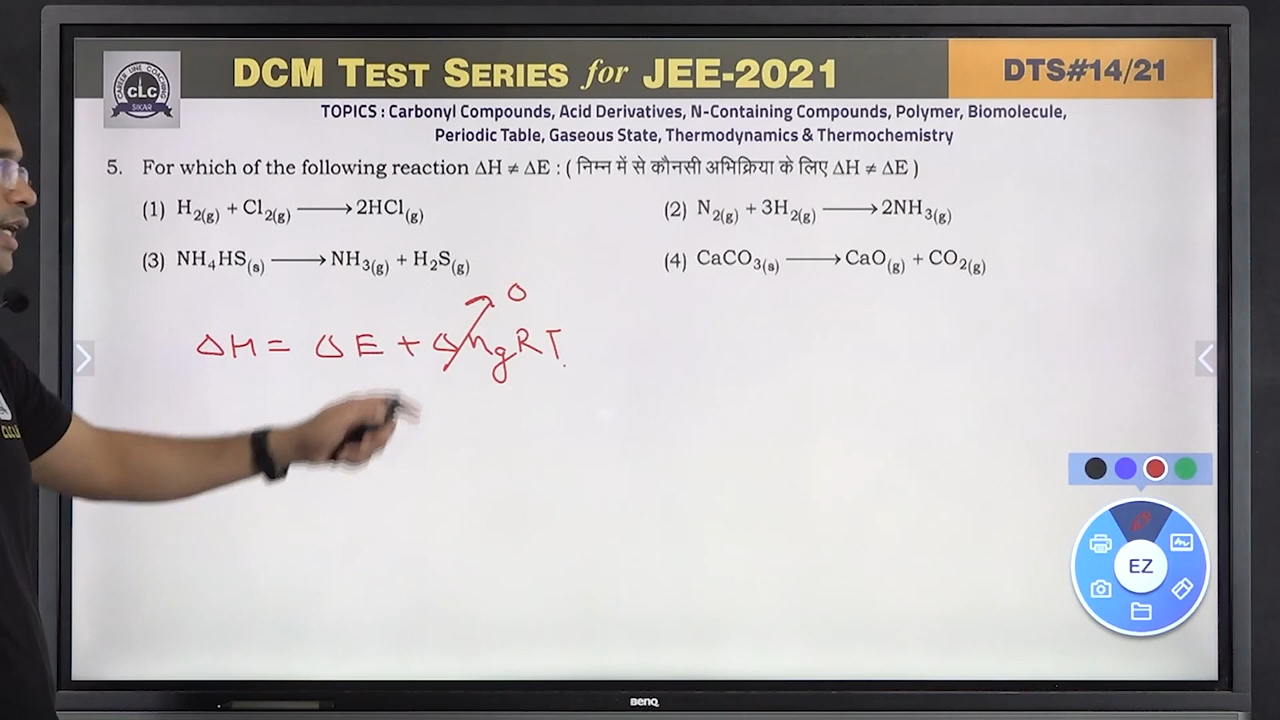 CAREER LINE COACHING
CLC
SIKAR
DCM TEST SERIES for JEE-2021
DTS#14/21
TOPICS : Carbonyl Compounds, Acid Derivatives, N-Containing Compounds, Polymer, Biomolecule,
Periodic Table, Gaseous State, Thermodynamics & Thermochemistry
5. For which of the following reaction ΔH ≠ ΔE : ( निम्न में से कौनसी अभिक्रिया के लिए ΔH ≠ ΔE )
(1) H₂(g) + Cl₂(g) ⟶ 2HCl(g) (2) N₂(g) + 3H₂(g) ⟶ 2NH₃(g)
(3) NH₄HS(s) ⟶ NH₃(g) + H₂S(g) (4) CaCO₃(s) ⟶ CaO(g) + CO₂(g)
0
ΔH = ΔE + ΔngRT
EZ
BenQ